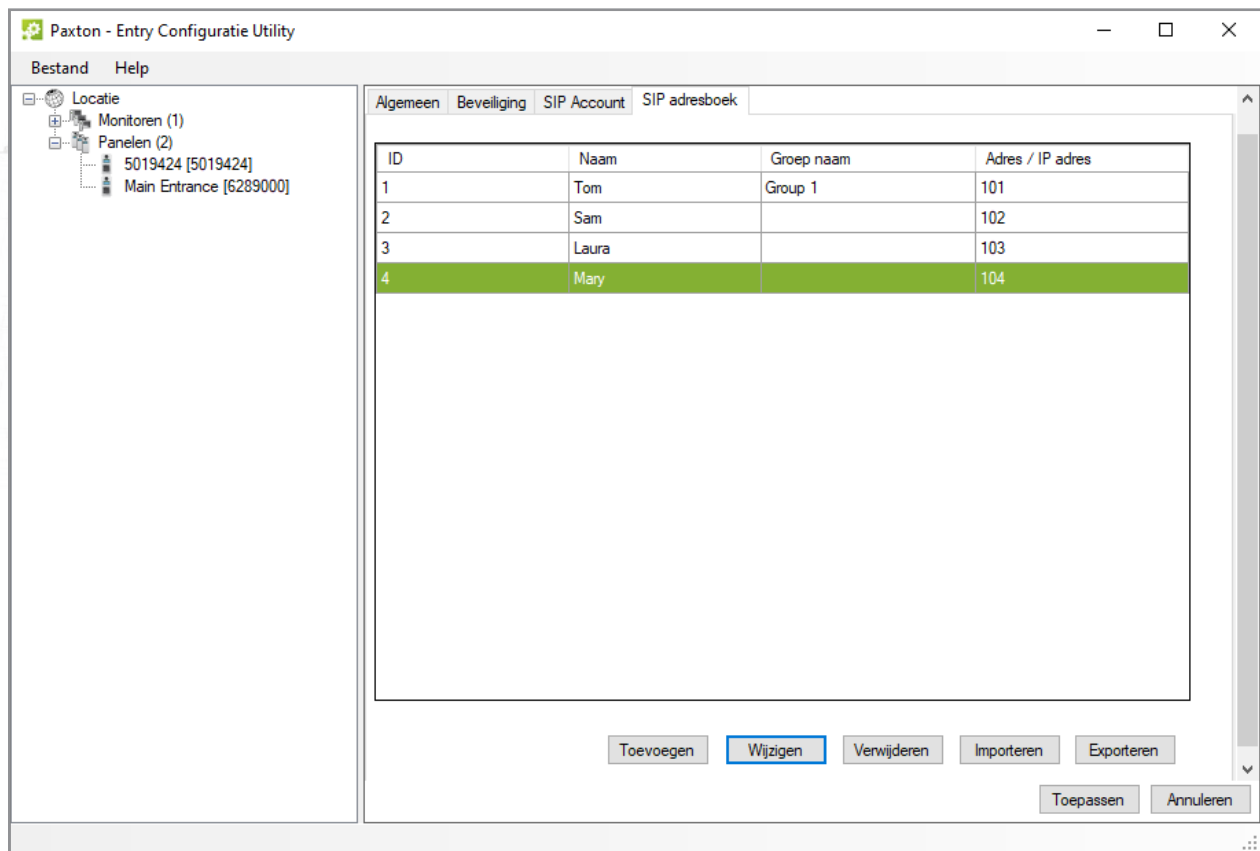 Paxton - Entry Configuratie Utility
Bestand Help
Locatie
Monitoren (1)
Panelen (2)
5019424 [5019424]
Main Entrance [6289000]
Algemeen Beveiliging SIP Account SIP adresboek
ID Naam Groep naam Adres / IP adres
1 Tom Group 1 101
2 Sam 102
3 Laura 103
4 Mary 104
Toevoegen Wijzigen Verwijderen Importeren Exporteren
Toepassen Annuleren